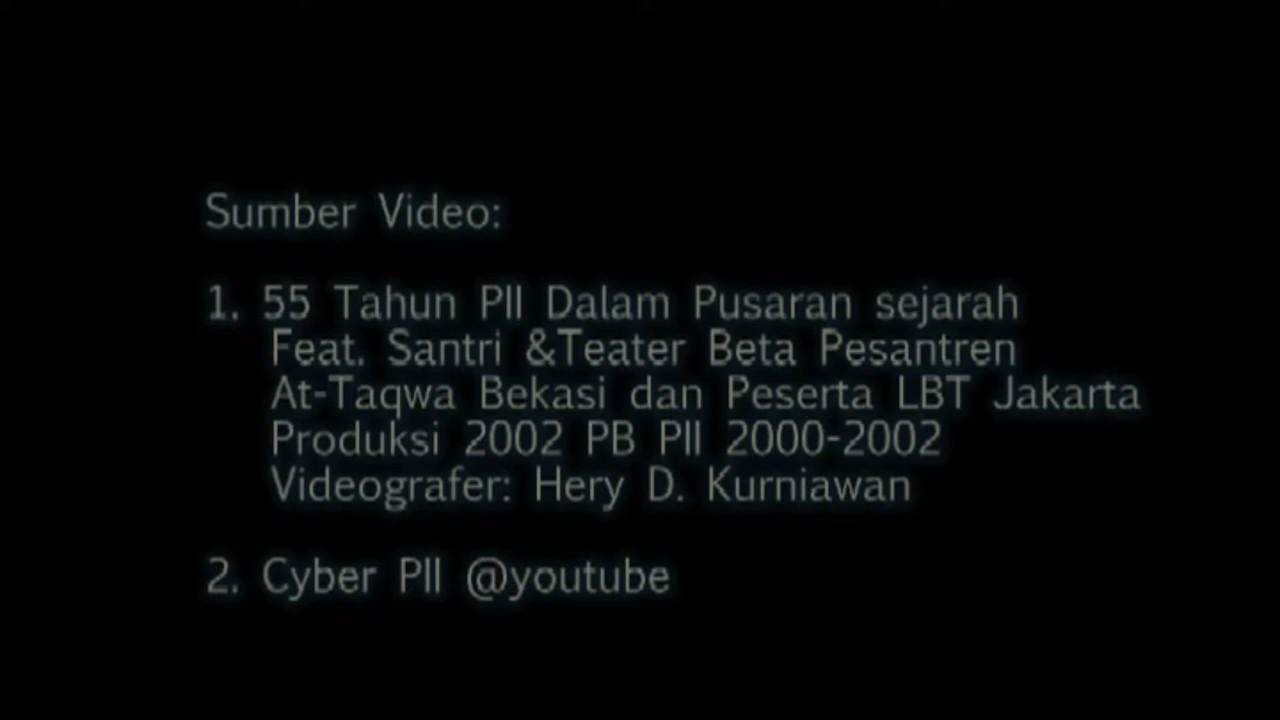 Sumber Video:
1. 55 Tahun PII Dalam Pusaran sejarah
Feat. Santri &Teater Beta Pesantren
At-Taqwa Bekasi dan Peserta LBT Jakarta
Produksi 2002 PB PII 2000-2002
Videografer: Hery D. Kurniawan
2. Cyber PII @youtube